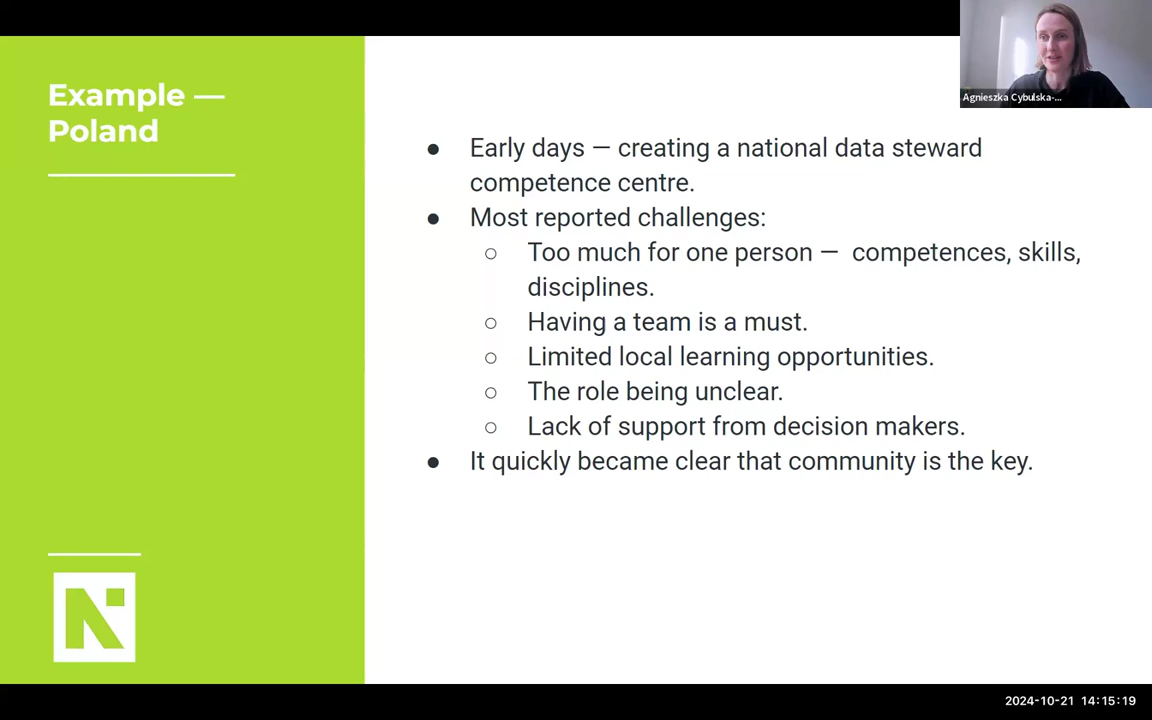 Example —
Poland
Agnieszka Cybulska-...
● Early days — creating a national data steward
competence centre.
● Most reported challenges:
○ Too much for one person — competences, skills,
disciplines.
○ Having a team is a must.
○ Limited local learning opportunities.
○ The role being unclear.
○ Lack of support from decision makers.
● It quickly became clear that community is the key.
N
2024-10-21 14:15:19